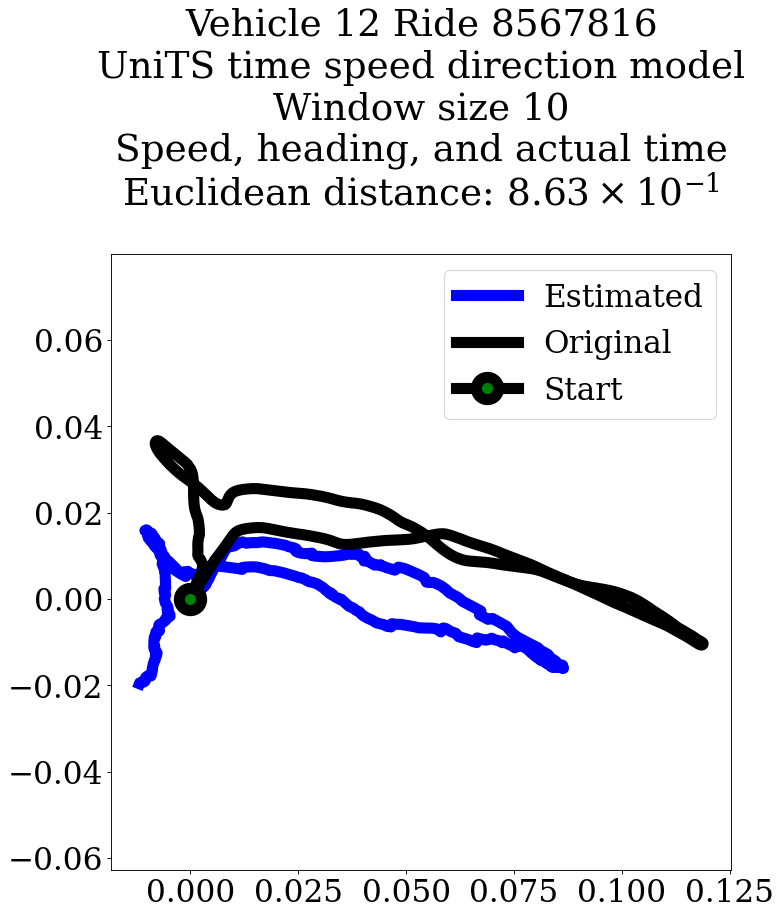 Vehicle 12 Ride 8567816
UniTS time speed direction model
Window size 10
Speed, heading, and actual time
Euclidean distance: 8.63 × 10⁻¹
Estimated
Original
Start
0.06
0.04
0.02
0.00
−0.02
−0.04
−0.06
0.000 0.025 0.050 0.075 0.100 0.125